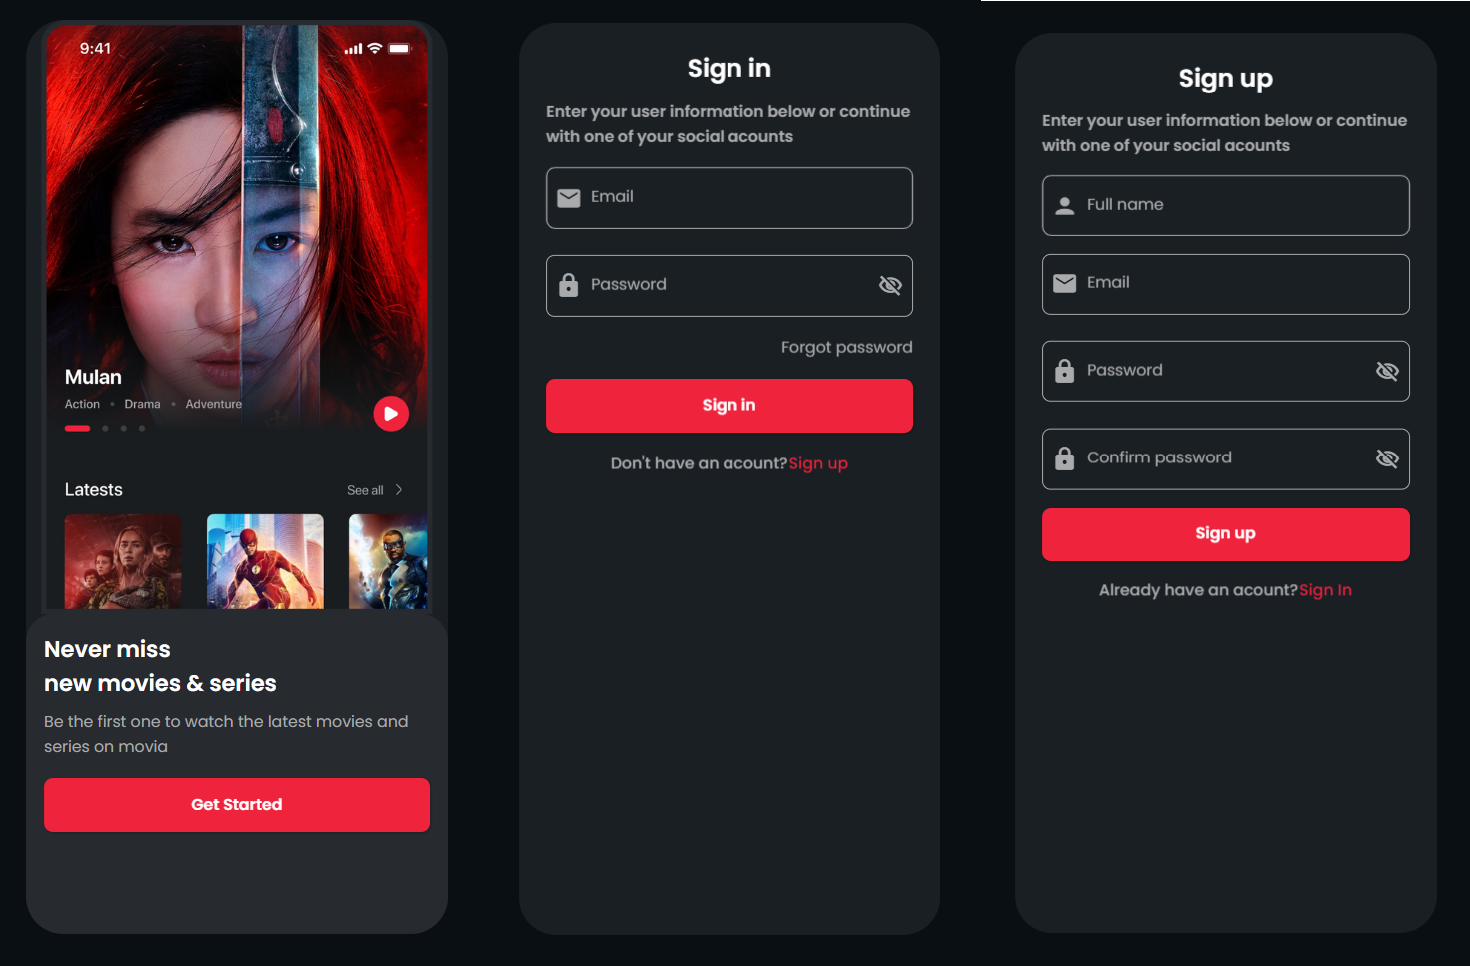 9:41
Mulan
Action • Drama • Adventure
Latests
See all
Never miss
new movies & series
Be the first one to watch the latest movies and
series on movia
Get Started
Sign in
Enter your user information below or continue
with one of your social acounts
Email
Password
Forgot password
Sign in
Don't have an acount?Sign up
Sign up
Enter your user information below or continue
with one of your social acounts
Full name
Email
Password
Confirm password
Sign up
Already have an acount?Sign In